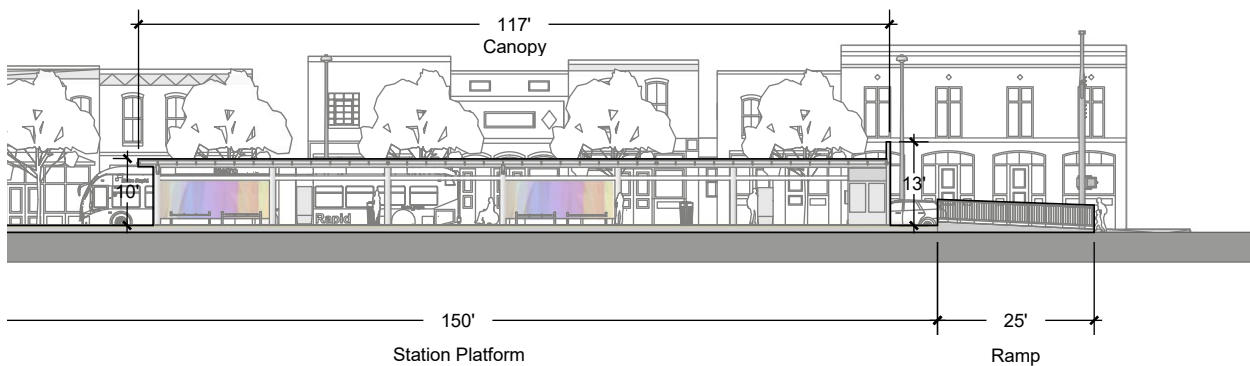 117'
Canopy
10'
13'
Rapid
150'
25'
Station Platform
Ramp